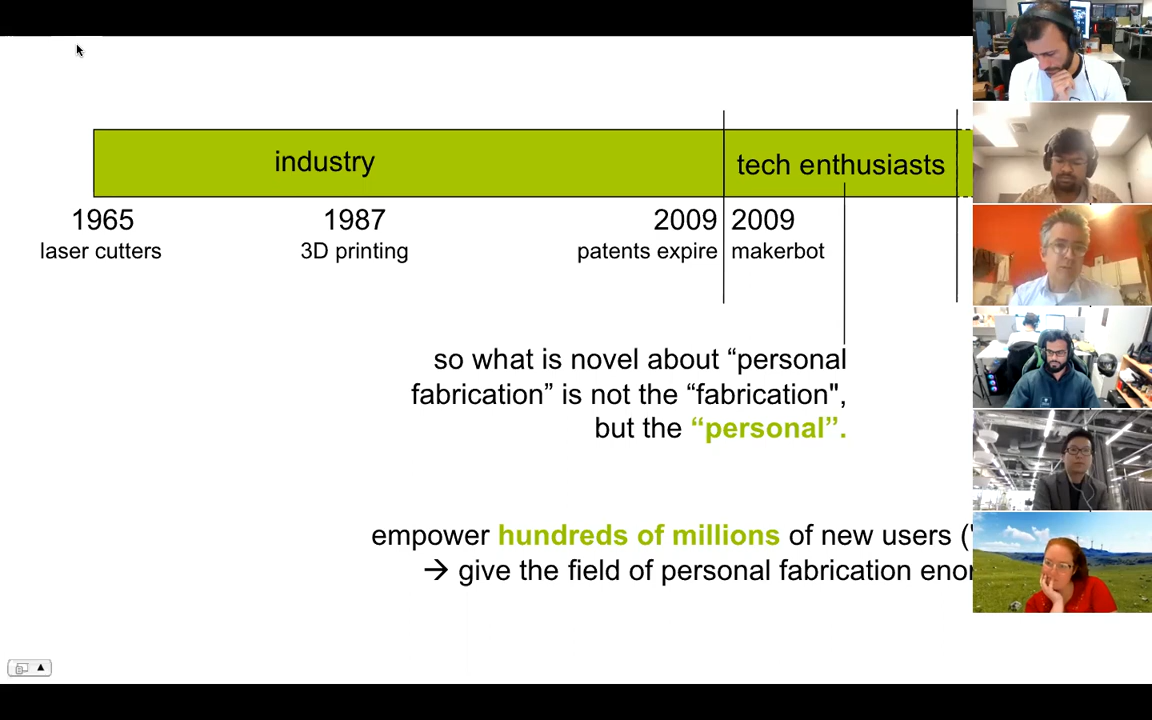 industry
tech enthusiasts
1965
1987
2009
2009
laser cutters
3D printing
patents expire
makerbot
so what is novel about “personal
fabrication” is not the “fabrication",
but the “personal”.
empower hundreds of millions of new users (
→ give the field of personal fabrication